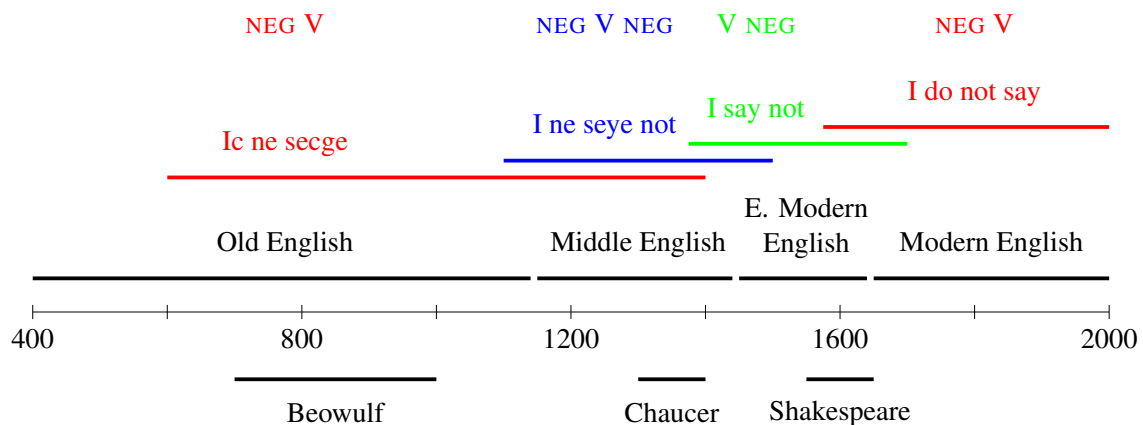 NEG V NEG V NEG V NEG NEG V
I do not say
I say not
I ne seye not
Ic ne secge
E. Modern
Old English Middle English English Modern English
400 800 1200 1600 2000
Beowulf Chaucer Shakespeare